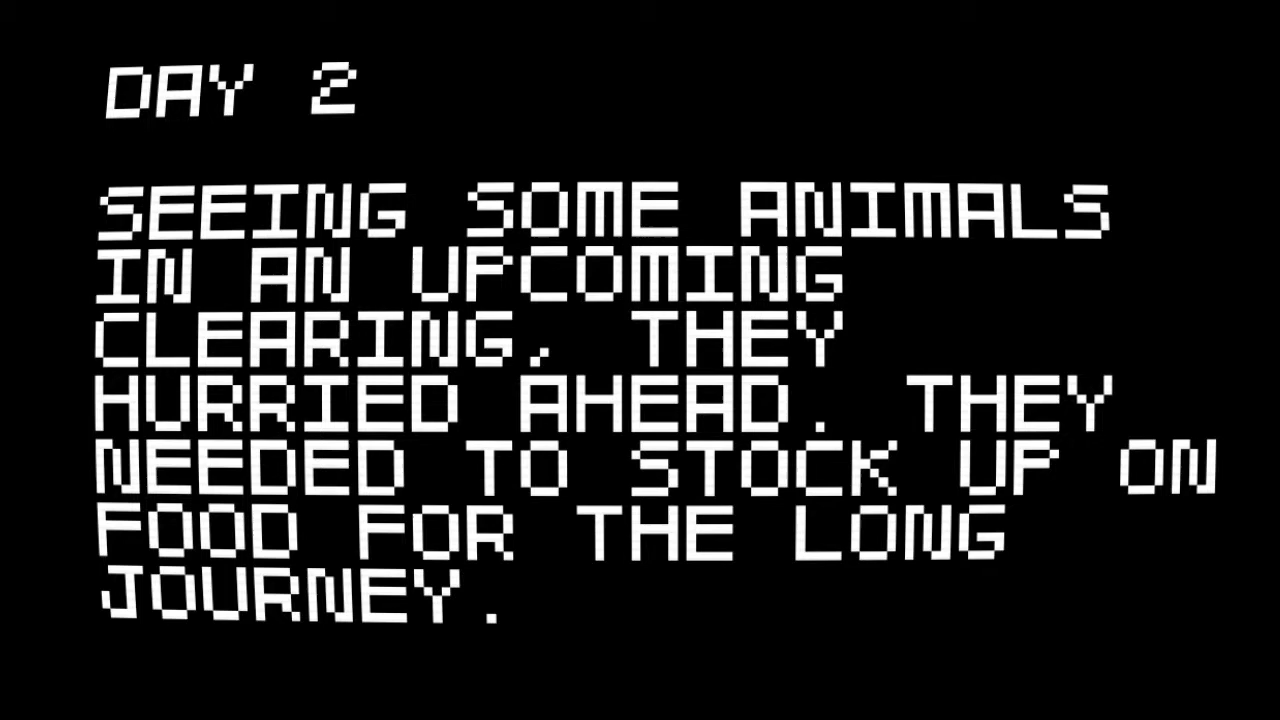 DAY 2
SEEING SOME ANIMALS
IN AN UPCOMING
CLEARING, THEY
HURRIED AHEAD. THEY
NEEDED TO STOCK UP ON
FOOD FOR THE LONG
JOURNEY.